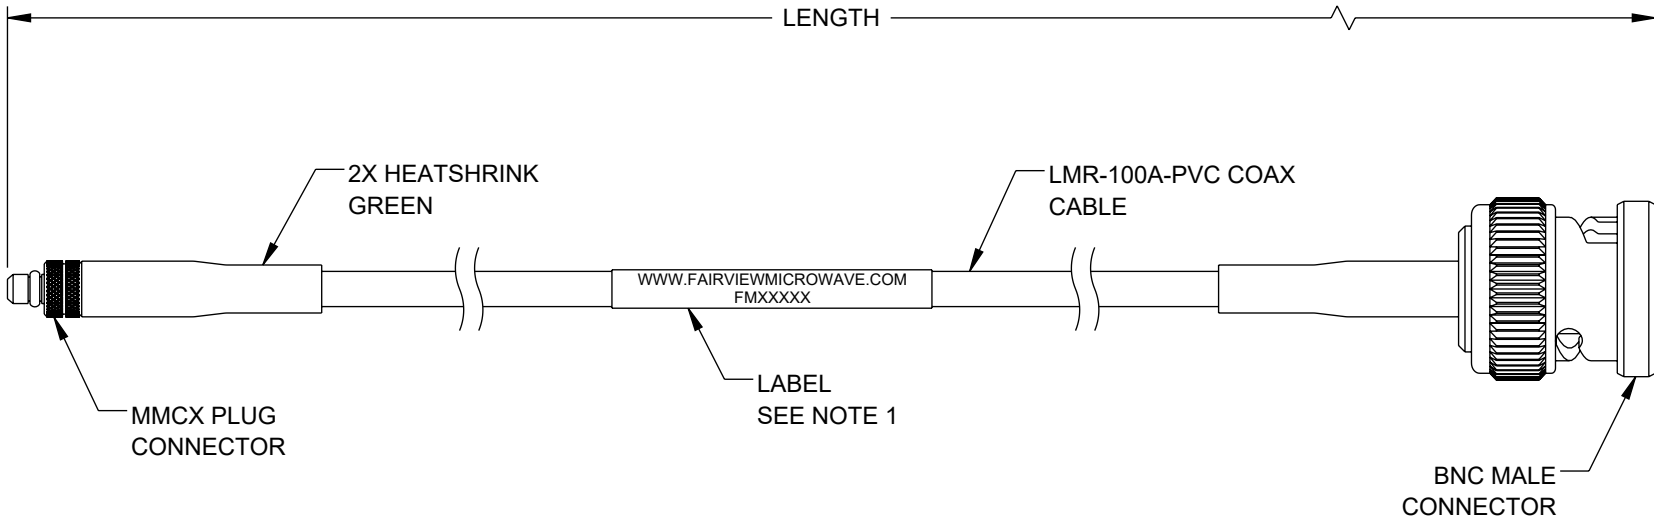 LENGTH
2X HEATSHRINK
GREEN
LMR-100A-PVC COAX
CABLE
WWW.FAIRVIEWMICROWAVE.COM
FMXXXXX
LABEL
SEE NOTE 1
MMCX PLUG
CONNECTOR
BNC MALE
CONNECTOR